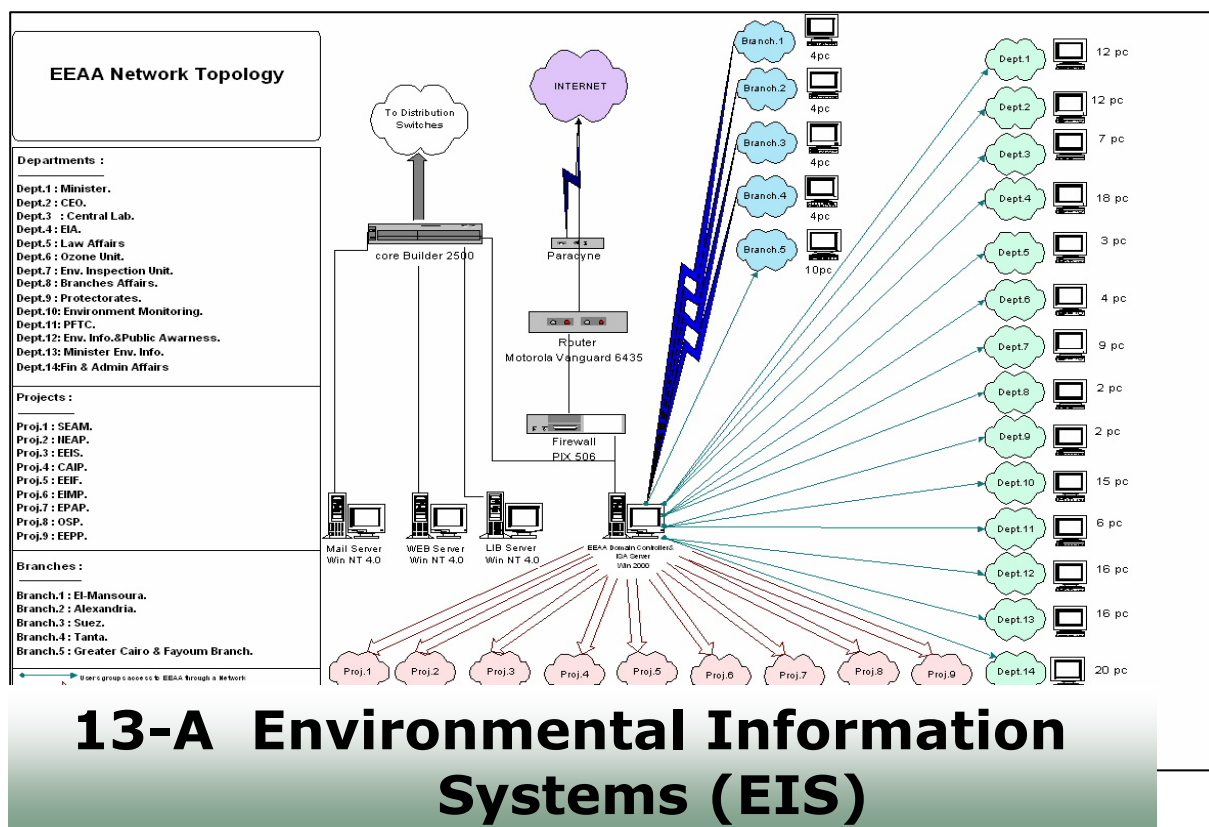 EEAA Network Topology
Departments :
Dept.1 : Minister.
Dept.2 : CEO.
Dept.3 : Central Lab.
Dept.4 : EIA.
Dept.5 : Law Affairs
Dept.6 : Ozone Unit.
Dept.7 : Env. Inspection Unit.
Dept.8 : Branches Affairs.
Dept.9 : Protectorates.
Dept.10: Environment Monitoring.
Dept.11: PFTC.
Dept.12: Env. Info.&Public Awarness.
Dept.13: Minister Env. Info.
Dept.14:Fin & Admin Affairs
Projects :
Proj.1 : SEAM.
Proj.2 : NEAP.
Proj.3 : EEIS.
Proj.4 : CAIP.
Proj.5 : EEIF.
Proj.6 : EIMP.
Proj.7 : EPAP.
Proj.8 : OSP.
Proj.9 : EEPP.
Branches :
Branch.1 : El-Mansoura.
Branch.2 : Alexandria.
Branch.3 : Suez.
Branch.4 : Tanta.
Branch.5 : Greater Cairo & Fayoum Branch.
Users groups access to EEAA through a Network
To Distribution
Switches
INTERNET
core Builder 2500
Paradyne
Router
Motorola Vanguard 6435
Firewall
PIX 506
Mail Server
Win NT 4.0
WEB Server
Win NT 4.0
LIB Server
Win NT 4.0
EEAA Domain Controller&
Win 2000
Branch.1
4pc
Branch.2
4pc
Branch.3
4pc
Branch.4
4pc
Branch.5
10pc
Dept.1
12 pc
Dept.2
12 pc
Dept.3
7 pc
Dept.4
18 pc
Dept.5
3 pc
Dept.6
4 pc
Dept.7
9 pc
Dept.8
2 pc
Dept.9
2 pc
Dept.10
15 pc
Dept.11
6 pc
Dept.12
16 pc
Dept.13
16 pc
Dept.14
20 pc
Proj.1
Proj.2
Proj.3
Proj.4
Proj.5
Proj.6
Proj.7
Proj.8
Proj.9
13-A Environmental Information
Systems (EIS)